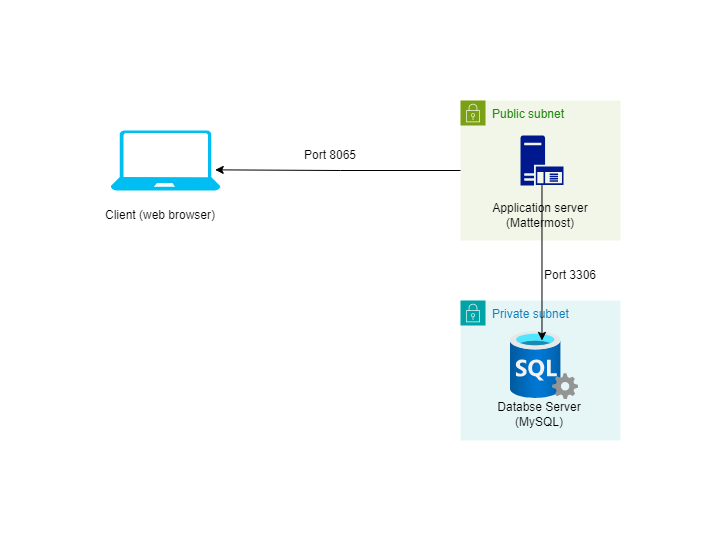 Public subnet
Port 8065
Client (web browser)
Application server
(Mattermost)
Port 3306
Private subnet
SQL
Databse Server
(MySQL)